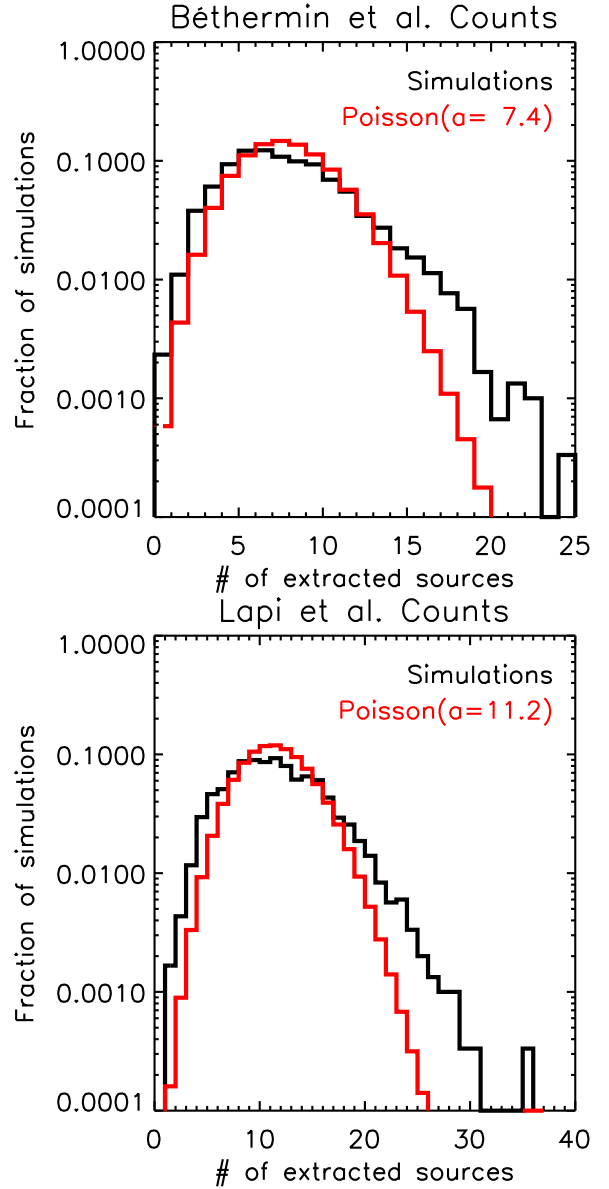 Béthermin et al. Counts
1.0000
Simulations
Poisson(a= 7.4)
0.1000
0.0100
0.0010
0.0001
Fraction of simulations
0 5 10 15 20 25
# of extracted sources
Lapi et al. Counts
1.0000
Simulations
Poisson(a=11.2)
0.1000
0.0100
0.0010
0.0001
Fraction of simulations
0 10 20 30 40
# of extracted sources